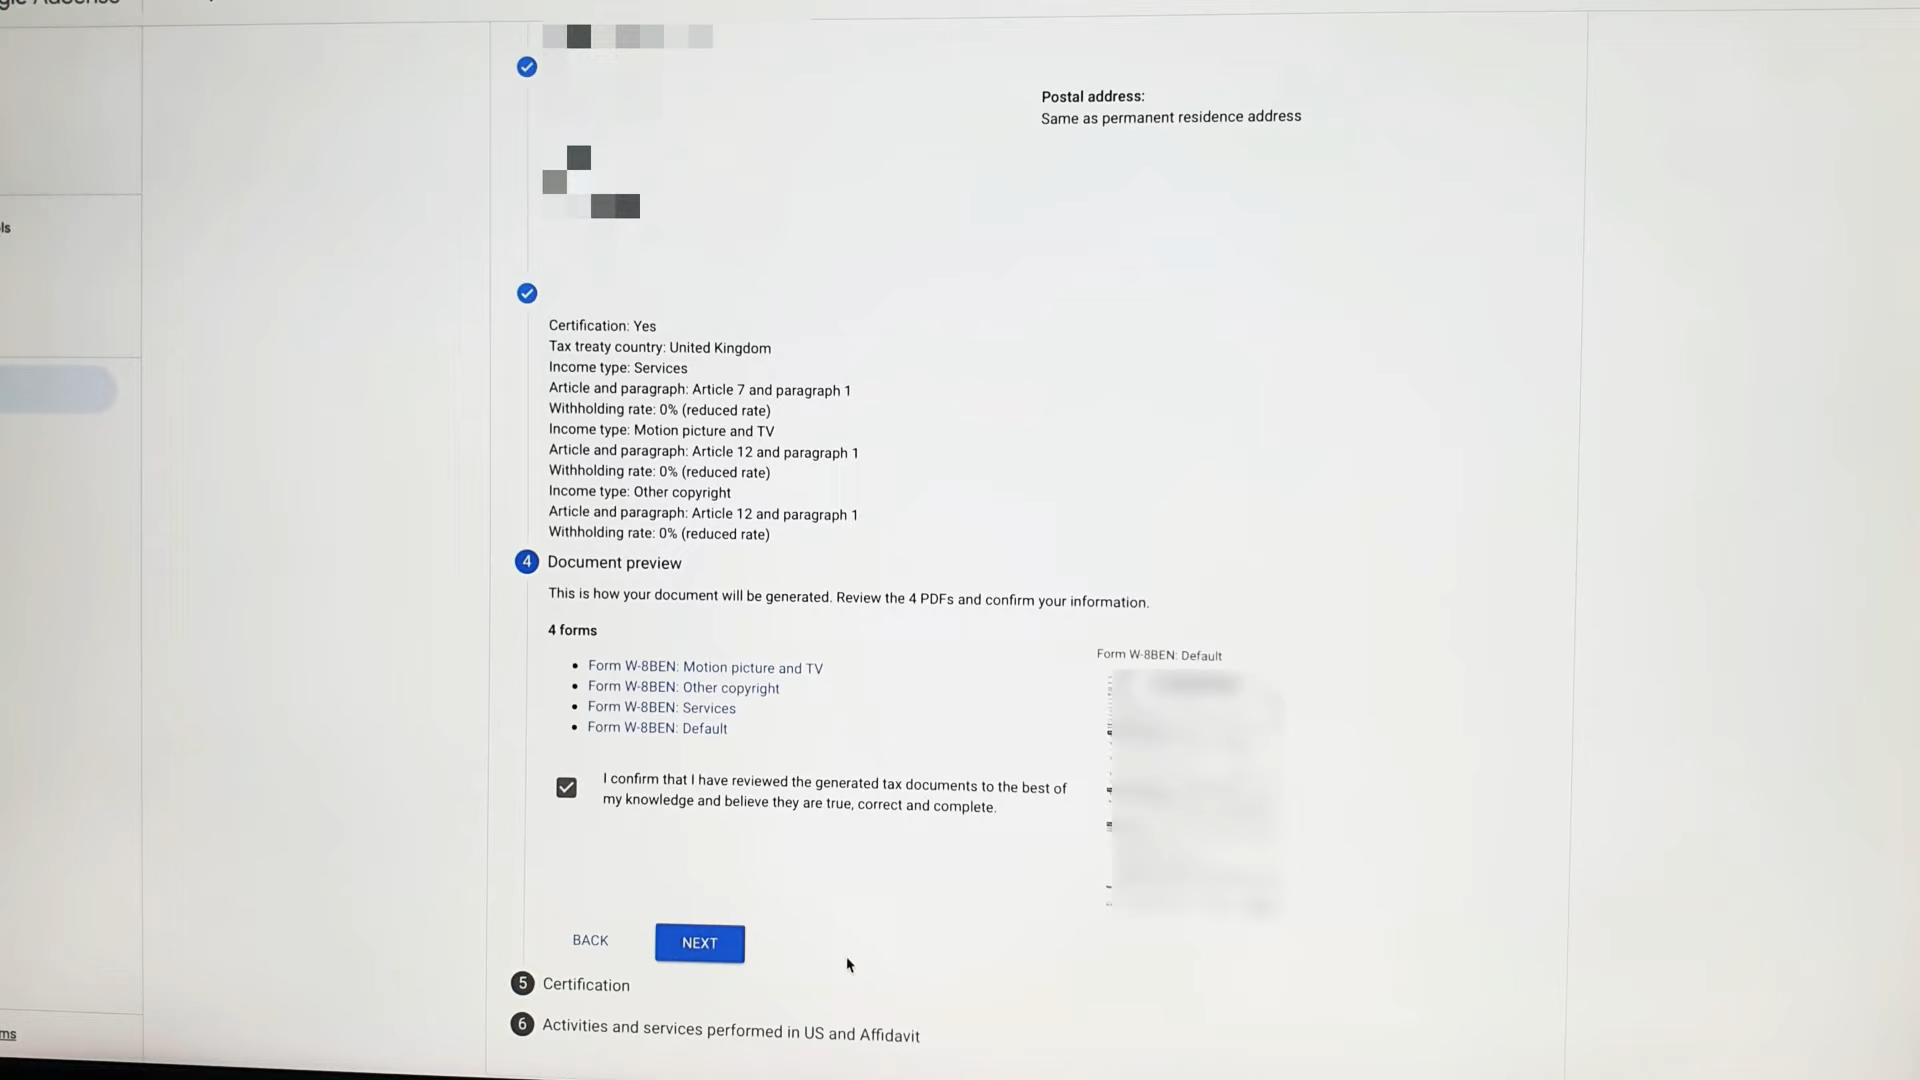 Postal address:
Same as permanent residence address
ls
Certification: Yes
Tax treaty country: United Kingdom
Income type: Services
Article and paragraph: Article 7 and paragraph 1
Withholding rate: 0% (reduced rate)
Income type: Motion picture and TV
Article and paragraph: Article 12 and paragraph 1
Withholding rate: 0% (reduced rate)
Income type: Other copyright
Article and paragraph: Article 12 and paragraph 1
Withholding rate: 0% (reduced rate)
4 Document preview
This is how your document will be generated. Review the 4 PDFs and confirm your information.
4 forms
Form W-8BEN: Default
• Form W-8BEN: Motion picture and TV
• Form W-8BEN: Other copyright
• Form W-8BEN: Services
• Form W-8BEN: Default
I confirm that I have reviewed the generated tax documents to the best of
my knowledge and believe they are true, correct and complete.
BACK NEXT
5 Certification
6 Activities and services performed in US and Affidavit
ms